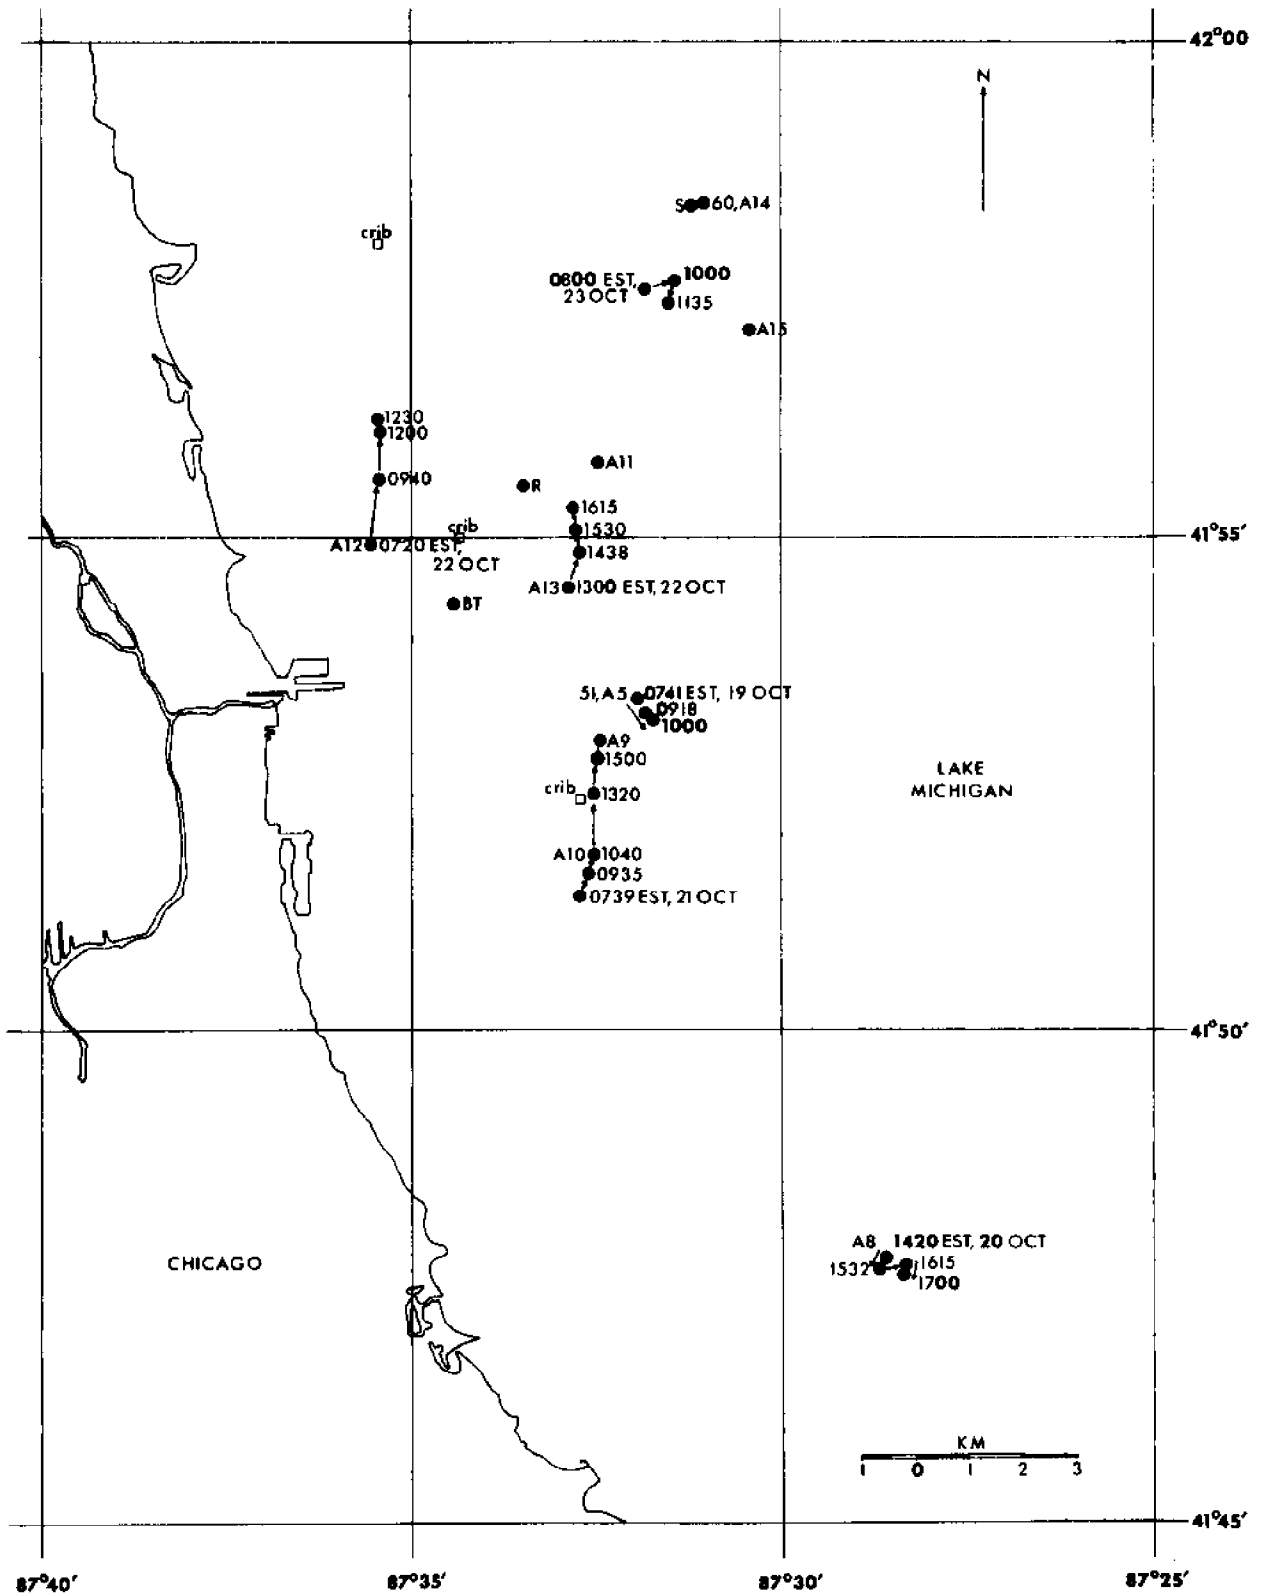 42°00'
N
S 60, A14
crib
0800 EST, 1000
23 OCT 1135
A15
1230
1200
A11
0940
R
1615
crib
1530
41°55'
A12 0720 EST,
22 OCT
1438
A13 1300 EST, 22 OCT
BT
51, A5 0741 EST, 19 OCT
0918
1000
A9
1500
LAKE
MICHIGAN
crib
1320
A10 1040
0935
0739 EST, 21 OCT
41°50'
CHICAGO
A8 1420 EST, 20 OCT
1532 1615
1700
KM
1 0 1 2 3
41°45'
87°40' 87°35' 87°30' 87°25'